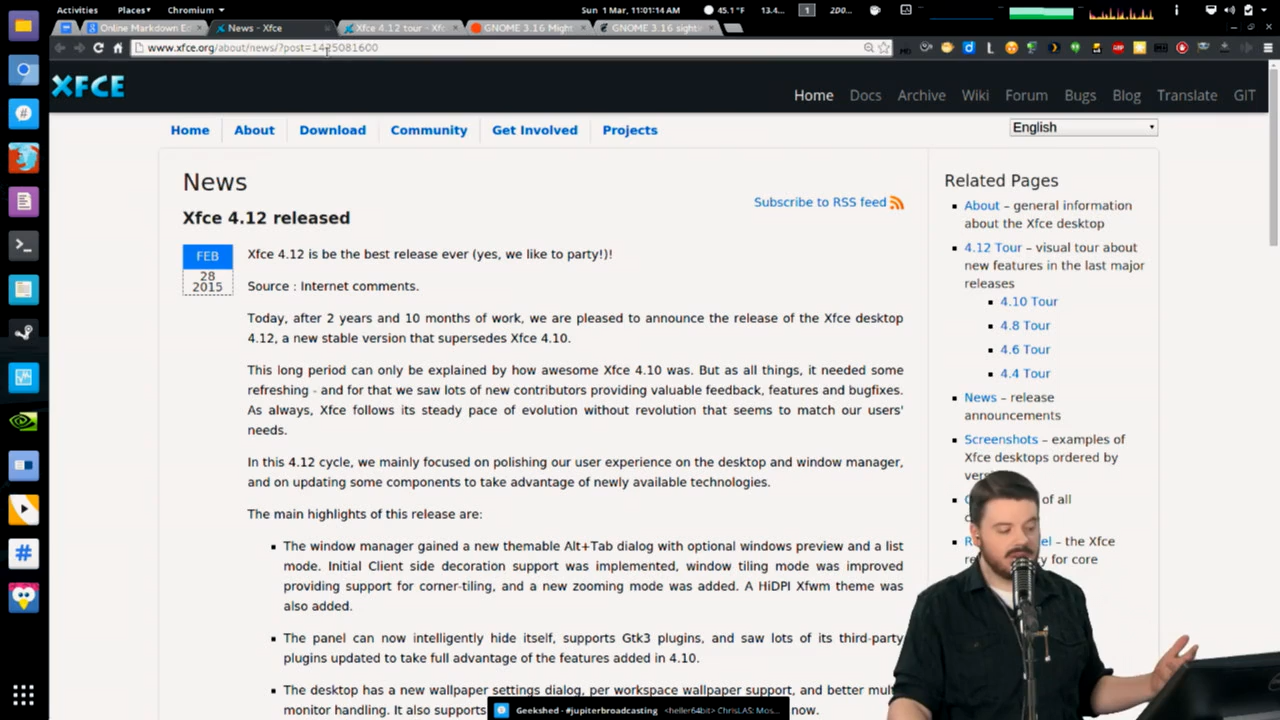 Activities Places Chromium Sun 1 Mar, 11:01:14 AM 45.1 °F 13.4... 1 200...
Online Markdown Ec News - Xfce Xfce 4.12 tour - Xfc GNOME 3.16 Might GNOME 3.16 sighti
www.xfce.org/about/news/?post=1425081600
XFCE
Home Docs Archive Wiki Forum Bugs Blog Translate GIT
Home About Download Community Get Involved Projects
English
News
Subscribe to RSS feed
Xfce 4.12 released
FEB
28
2015
Xfce 4.12 is be the best release ever (yes, we like to party!)!
Source : Internet comments.
Today, after 2 years and 10 months of work, we are pleased to announce the release of the Xfce desktop
4.12, a new stable version that supersedes Xfce 4.10.
This long period can only be explained by how awesome Xfce 4.10 was. But as all things, it needed some
refreshing - and for that we saw lots of new contributors providing valuable feedback, features and bugfixes.
As always, Xfce follows its steady pace of evolution without revolution that seems to match our users'
needs.
In this 4.12 cycle, we mainly focused on polishing our user experience on the desktop and window manager,
and on updating some components to take advantage of newly available technologies.
The main highlights of this release are:
The window manager gained a new themable Alt+Tab dialog with optional windows preview and a list
mode. Initial Client side decoration support was implemented, window tiling mode was improved
providing support for corner-tiling, and a new zooming mode was added. A HiDPI Xfwm theme was
also added.
The panel can now intelligently hide itself, supports Gtk3 plugins, and saw lots of its third-party
plugins updated to take full advantage of the features added in 4.10.
The desktop has a new wallpaper settings dialog, per workspace wallpaper support, and better mult
monitor handling. It also supports now.
Related Pages
About – general information
about the Xfce desktop
4.12 Tour – visual tour about
new features in the last major
releases
4.10 Tour
4.8 Tour
4.6 Tour
4.4 Tour
News – release
announcements
Screenshots – examples of
Xfce desktops ordered by
of all
the Xfce
for core
Geekshed - #jupiterbroadcasting <heller64bit> ChrisLAS: Mos...